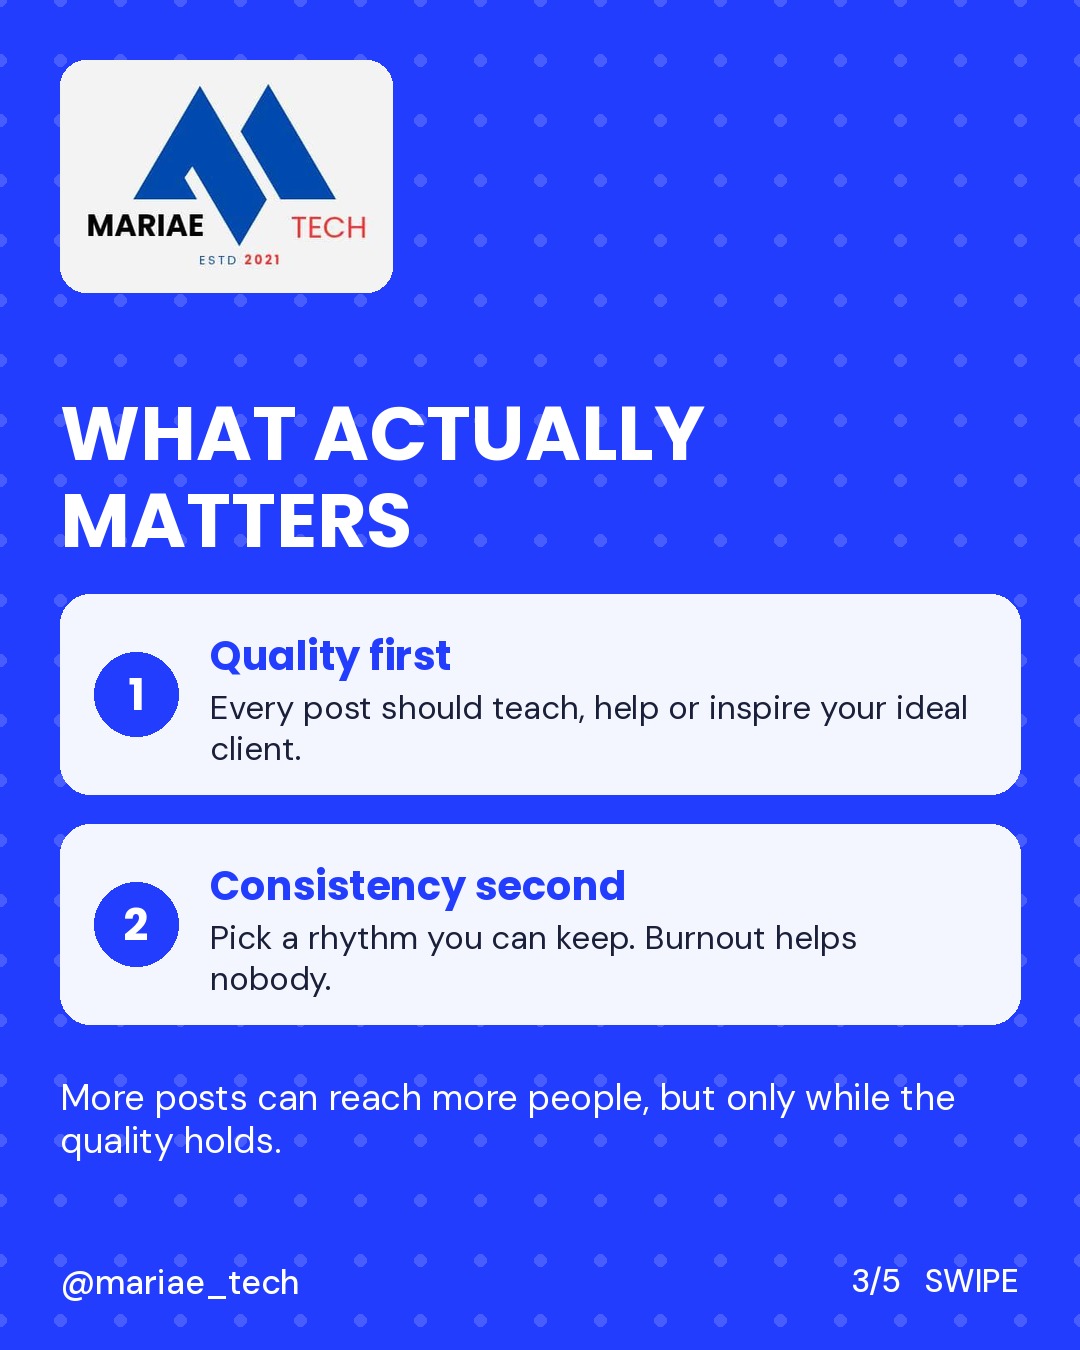 MARIAE TECH
ESTD 2021
WHAT ACTUALLY
MATTERS
1
Quality first
Every post should teach, help or inspire your ideal
client.
2
Consistency second
Pick a rhythm you can keep. Burnout helps
nobody.
More posts can reach more people, but only while the
quality holds.
@mariae_tech
3/5 SWIPE